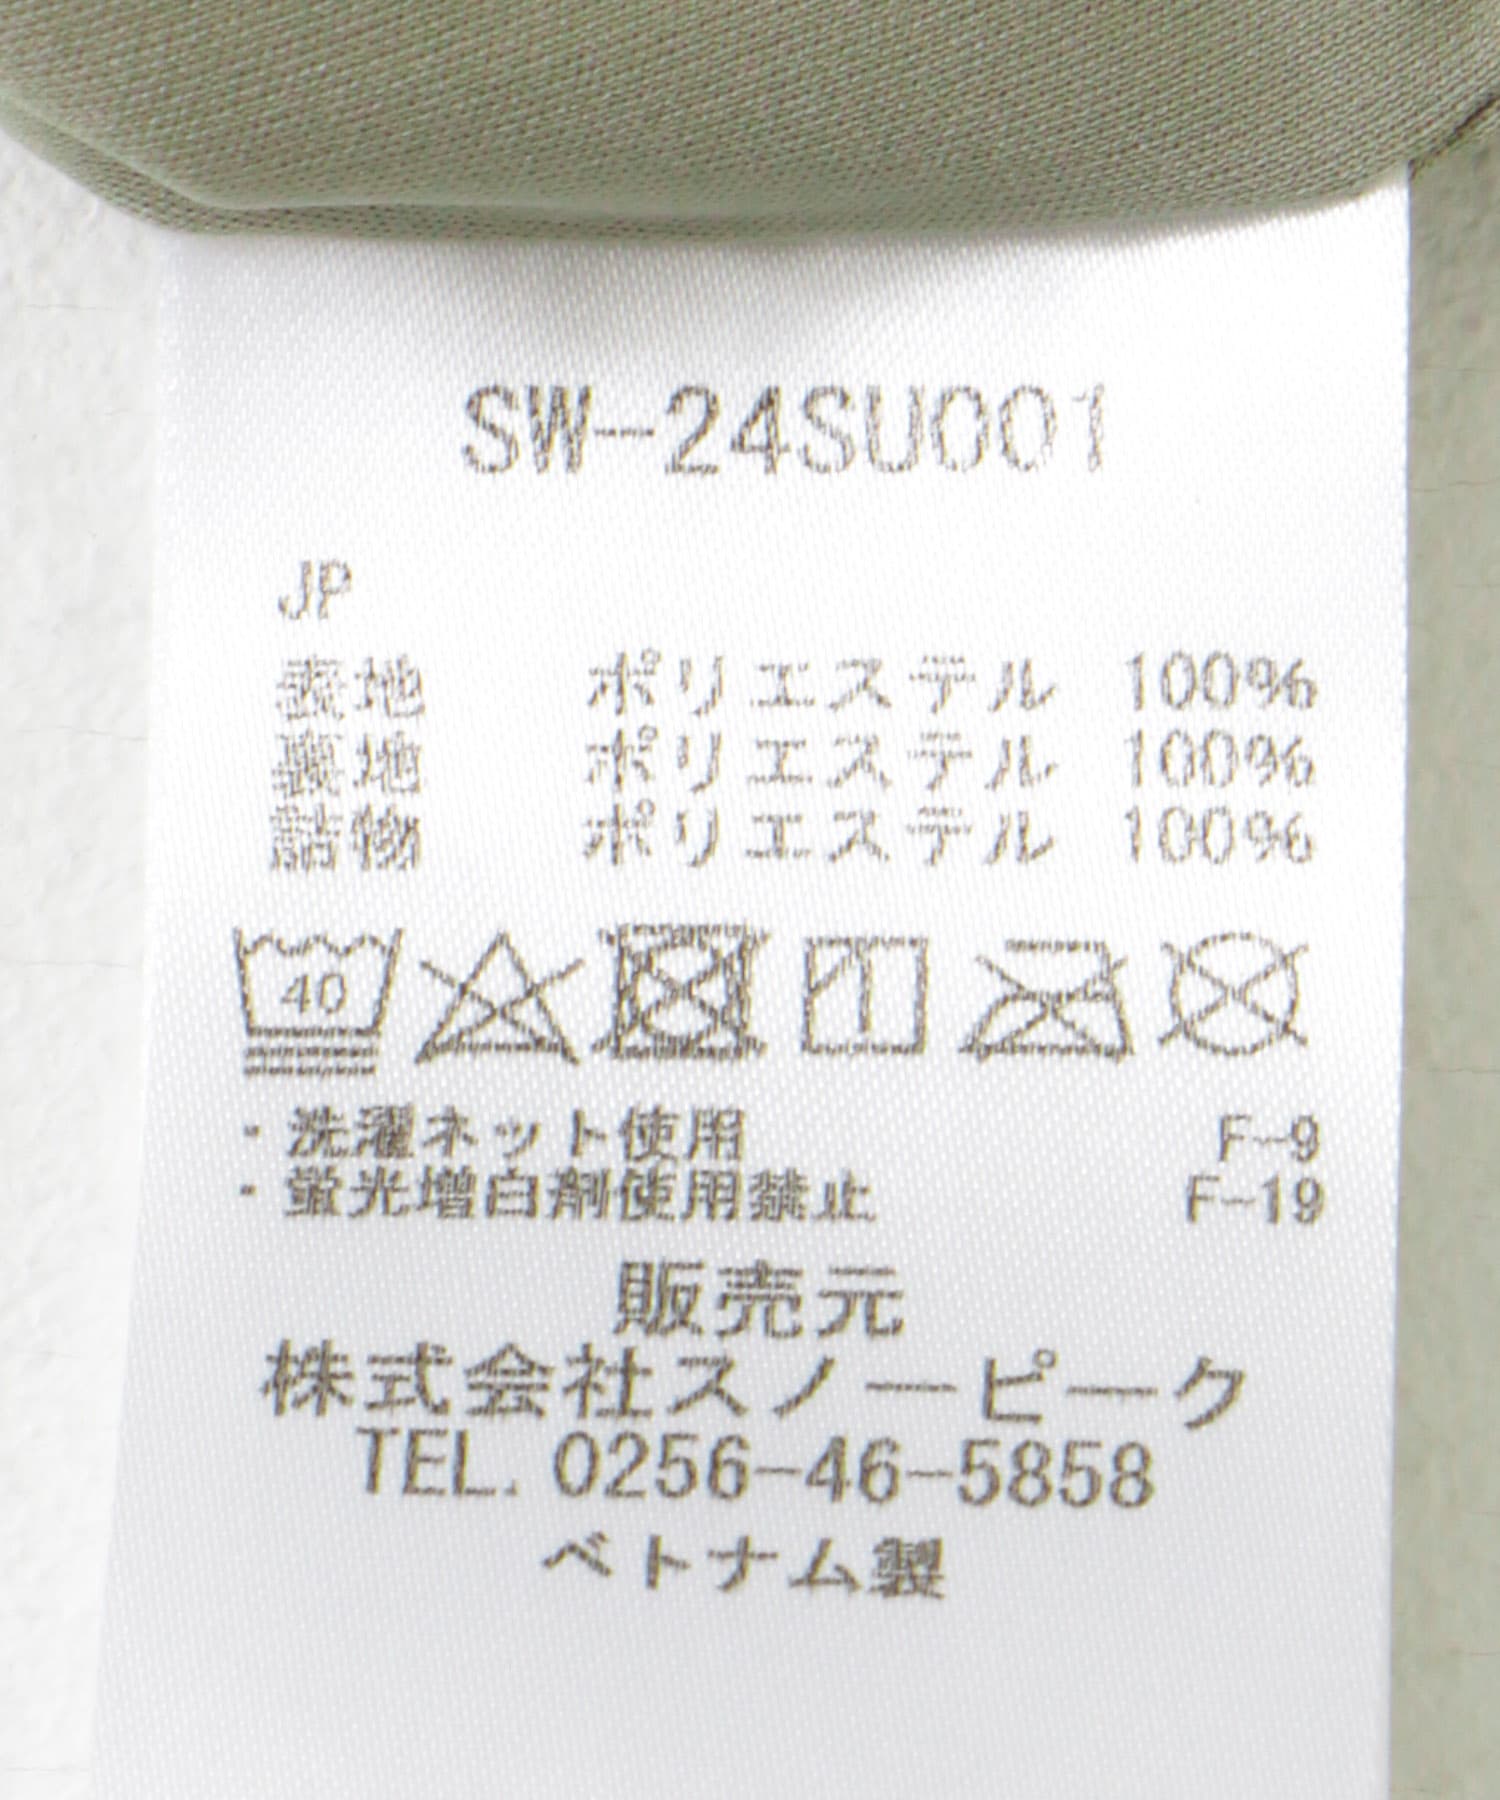 SW-24SU001
JP
表地 ポリエステル 100%
裏地 ポリエステル 100%
詰物 ポリエステル 100%
40
・洗濯ネット使用 F-9
・蛍光増白剤使用禁止 F-19
販売元
株式会社スノーピーク
TEL. 0256-46-5858
ベトナム製